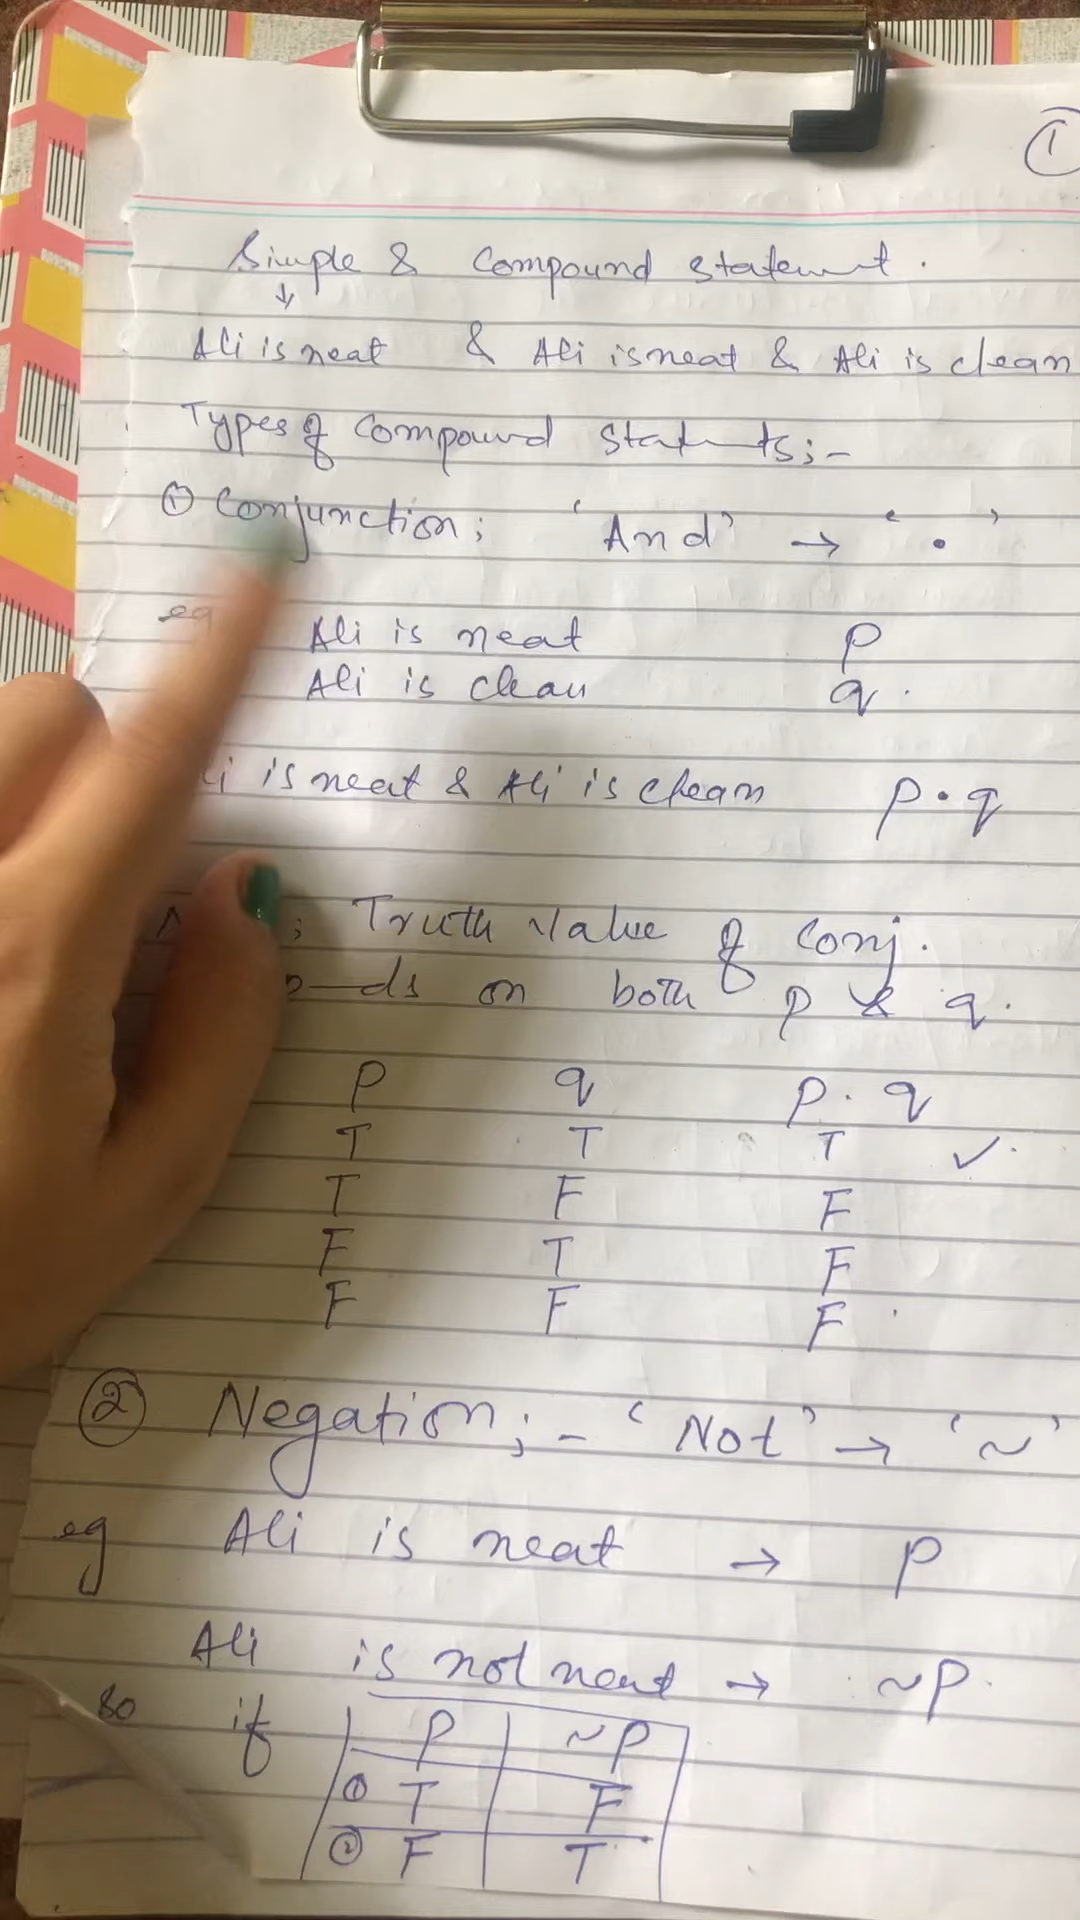 ①
Simple & Compound statement.
↓
Ali is neat & Ali is neat & Ali is clean
Types of Compound Statements;-
① Conjunction; 'And' → ' • '
eg Ali is neat P
Ali is clean q.
is neat & Ali is clean P • q
; Truth Value of Conj.
on both p & q.
P q P . q
T T T ✓.
T F F
F T F
F F F
② Negation;- 'Not' → '~'
eg Ali is neat → P
Ali is not neat → ~P.
So if P ~P
① T F
② F T